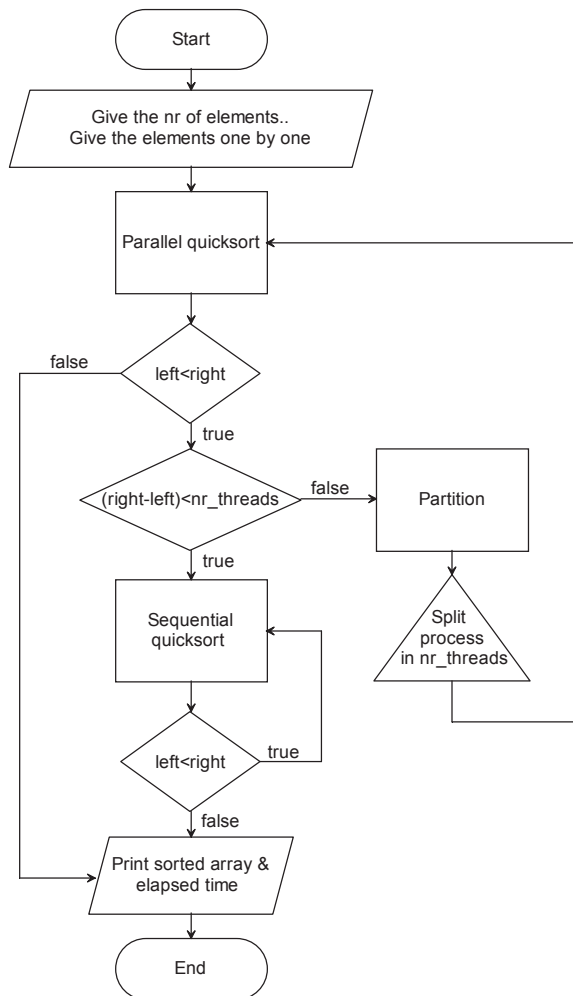 Start
Give the nr of elements..
Give the elements one by one
Parallel quicksort
left<right
false
true
(right-left)<nr_threads
false
Partition
true
Sequential
quicksort
Split
process
in nr_threads
left<right
true
false
Print sorted array &
elapsed time
End